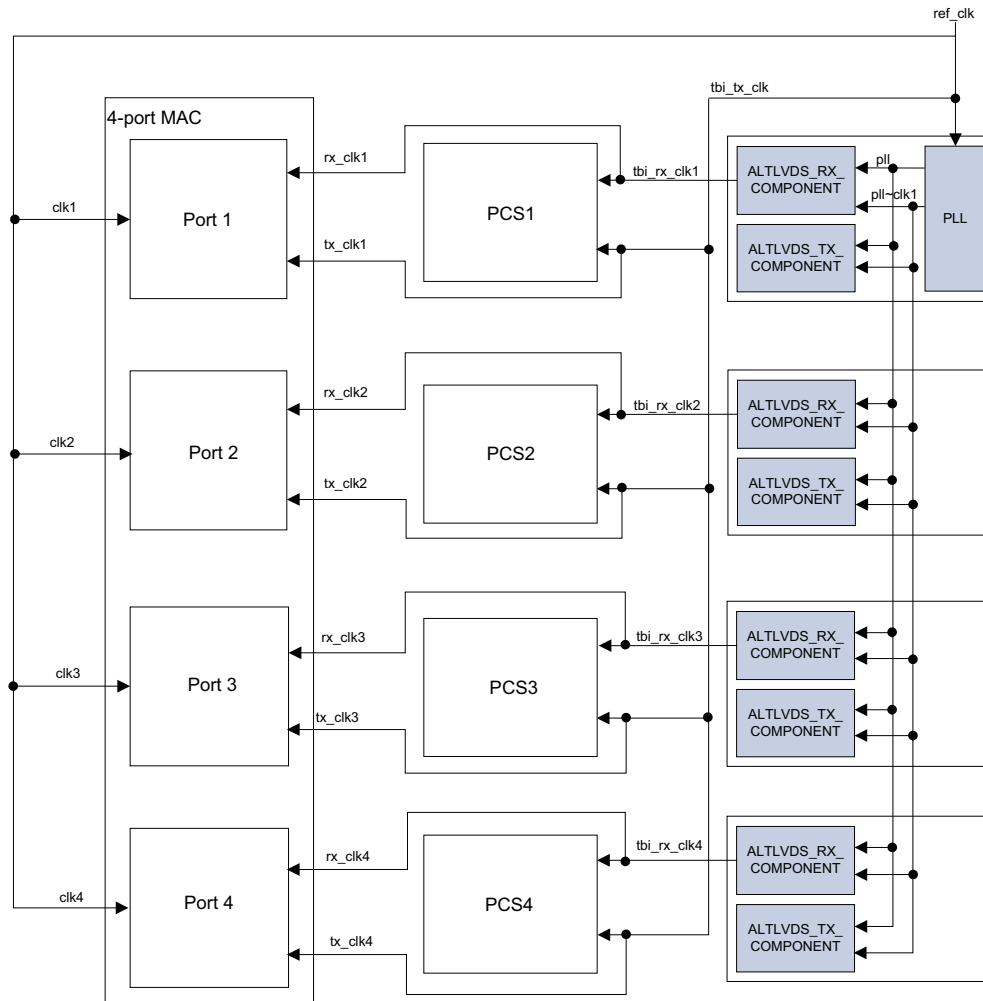 ref_clk
tbi_tx_clk
4-port MAC
rx_clk1
clk1
Port 1
tx_clk1
PCS1
tbi_rx_clk1
ALTLVDS_RX_
COMPONENT
ALTLVDS_TX_
COMPONENT
pll
pll~clk1
PLL
rx_clk2
clk2
Port 2
tx_clk2
PCS2
tbi_rx_clk2
ALTLVDS_RX_
COMPONENT
ALTLVDS_TX_
COMPONENT
rx_clk3
clk3
Port 3
tx_clk3
PCS3
tbi_rx_clk3
ALTLVDS_RX_
COMPONENT
ALTLVDS_TX_
COMPONENT
rx_clk4
clk4
Port 4
tx_clk4
PCS4
tbi_rx_clk4
ALTLVDS_RX_
COMPONENT
ALTLVDS_TX_
COMPONENT